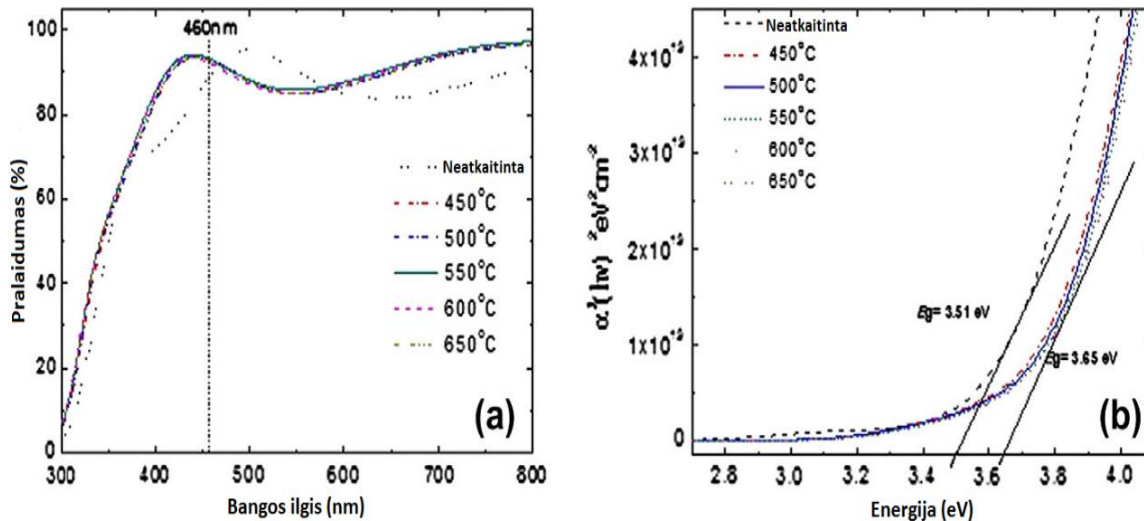 460nm
100
80
60
40
20
0
Pralaidumas (%)
Neatkaitinta
450°C
500°C
550°C
600°C
650°C
(a)
300 400 500 600 700 800
Bangos ilgis (nm)
Neatkaitinta
450°C
500°C
550°C
600°C
650°C
Eg= 3.51 eV
Eg= 3.65 eV
(b)
0
2.8 3.0 3.2 3.4 3.6 3.8 4.0
Energija (eV)